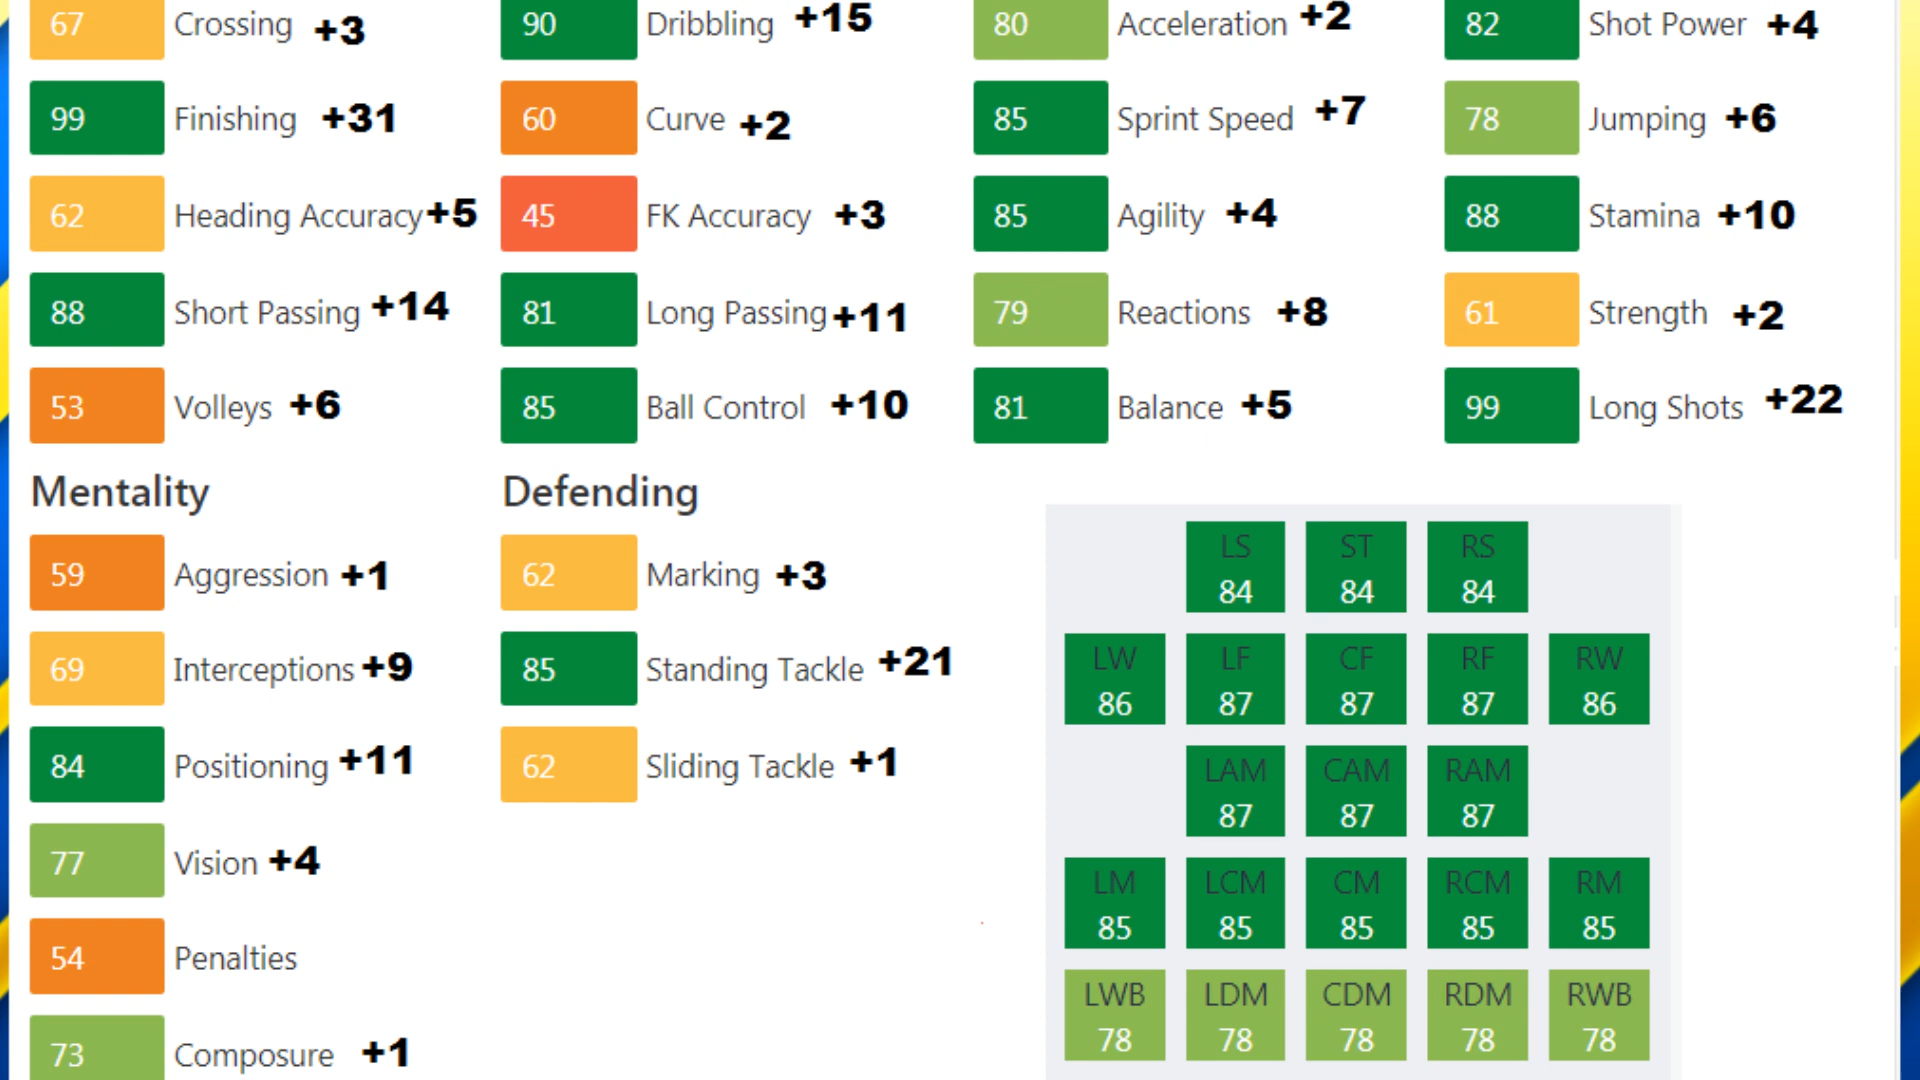 67 Crossing +3 90 Dribbling +15 80 Acceleration +2 82 Shot Power +4
99 Finishing +31 60 Curve +2 85 Sprint Speed +7 78 Jumping +6
62 Heading Accuracy +5 45 FK Accuracy +3 85 Agility +4 88 Stamina +10
88 Short Passing +14 81 Long Passing +11 79 Reactions +8 61 Strength +2
53 Volleys +6 85 Ball Control +10 81 Balance +5 99 Long Shots +22
Mentality Defending
59 Aggression +1 62 Marking +3
69 Interceptions +9 85 Standing Tackle +21
84 Positioning +11 62 Sliding Tackle +1
77 Vision +4
54 Penalties
73 Composure +1
LS ST RS
84 84 84
LW LF CF RF RW
86 87 87 87 86
LAM CAM RAM
87 87 87
LM LCM CM RCM RM
85 85 85 85 85
LWB LDM CDM RDM RWB
78 78 78 78 78